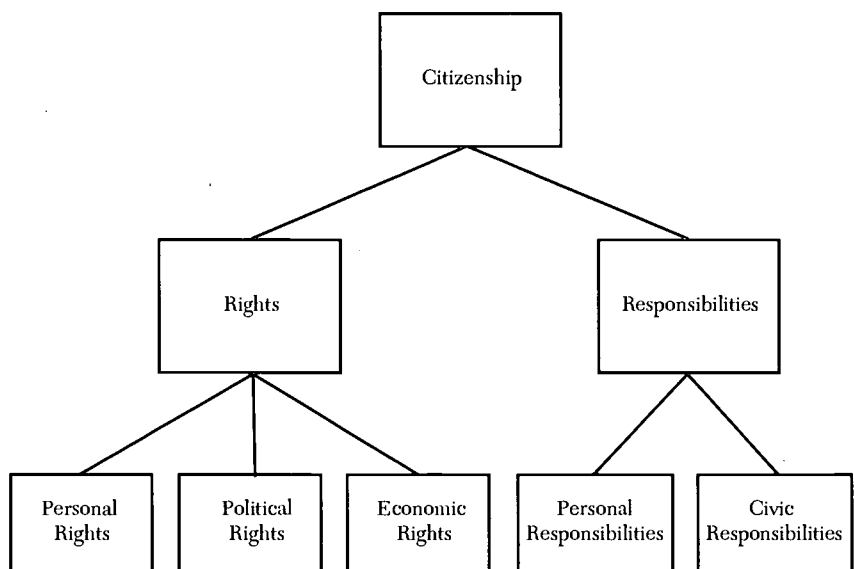 Citizenship
Rights
Responsibilities
Personal
Rights
Political
Rights
Economic
Rights
Personal
Responsibilities
Civic
Responsibilities